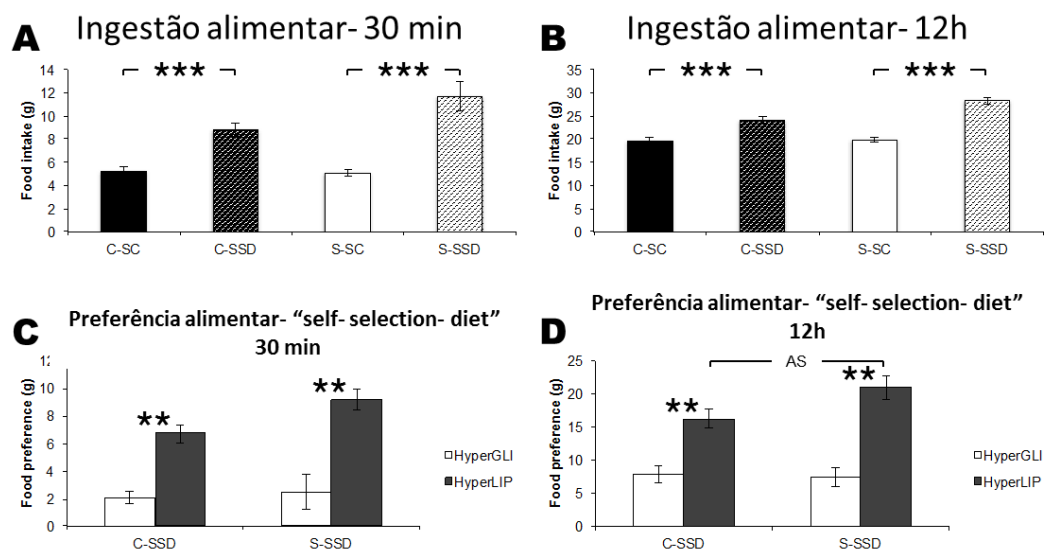 A
Ingestão alimentar- 30 min
Food intake (g)
14
12
10
8
6
4
2
0
***
***
C-SC
C-SSD
S-SC
S-SSD
B
Ingestão alimentar- 12h
Food intake (g)
35
30
25
20
15
10
5
0
***
***
C-SC
C-SSD
S-SC
S-SSD
C
Preferência alimentar- “self- selection- diet”
30 min
Food preference (g)
12
10
8
6
4
2
0
**
**
C-SSD
S-SSD
HyperGLI
HyperLIP
D
Preferência alimentar- “self- selection- diet”
12h
Food preference (g)
25
20
15
10
5
0
AS
**
**
C-SSD
S-SSD
HyperGLI
HyperLIP